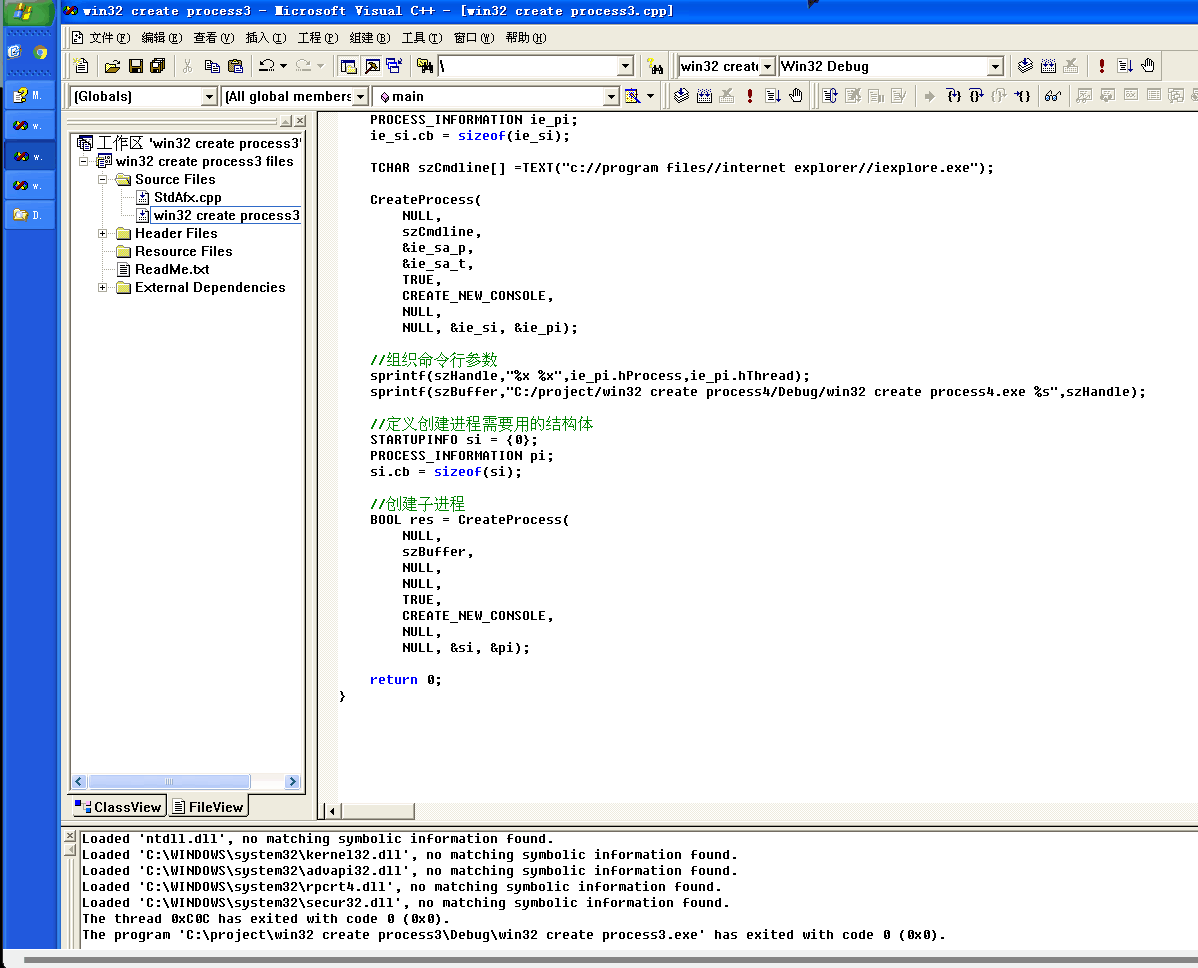 win32 create process3 - Microsoft Visual C++ - [win32 create process3.cpp]
文件(F) 编辑(E) 查看(V) 插入(I) 工程(P) 组建(B) 工具(T) 窗口(W) 帮助(H)
\ win32 create Win32 Debug
(Globals) (All global members main
M.
w.
w.
w.
D.
工作区 'win32 create process3'
win32 create process3 files
Source Files
StdAfx.cpp
win32 create process3
Header Files
Resource Files
ReadMe.txt
External Dependencies
ClassView FileView
PROCESS_INFORMATION ie_pi;
ie_si.cb = sizeof(ie_si);
TCHAR szCmdline[] =TEXT("c://program files//internet explorer//iexplore.exe");
CreateProcess(
NULL,
szCmdline,
&ie_sa_p,
&ie_sa_t,
TRUE,
CREATE_NEW_CONSOLE,
NULL,
NULL, &ie_si, &ie_pi);
//组织命令行参数
sprintf(szHandle,"%x %x",ie_pi.hProcess,ie_pi.hThread);
sprintf(szBuffer,"C:/project/win32 create process4/Debug/win32 create process4.exe %s",szHandle);
//定义创建进程需要用的结构体
STARTUPINFO si = {0};
PROCESS_INFORMATION pi;
si.cb = sizeof(si);
//创建子进程
BOOL res = CreateProcess(
NULL,
szBuffer,
NULL,
NULL,
TRUE,
CREATE_NEW_CONSOLE,
NULL,
NULL, &si, &pi);
return 0;
}
Loaded 'ntdll.dll', no matching symbolic information found.
Loaded 'C:\WINDOWS\system32\kernel32.dll', no matching symbolic information found.
Loaded 'C:\WINDOWS\system32\advapi32.dll', no matching symbolic information found.
Loaded 'C:\WINDOWS\system32\rpcrt4.dll', no matching symbolic information found.
Loaded 'C:\WINDOWS\system32\secur32.dll', no matching symbolic information found.
The thread 0xC0C has exited with code 0 (0x0).
The program 'C:\project\win32 create process3\Debug\win32 create process3.exe' has exited with code 0 (0x0).